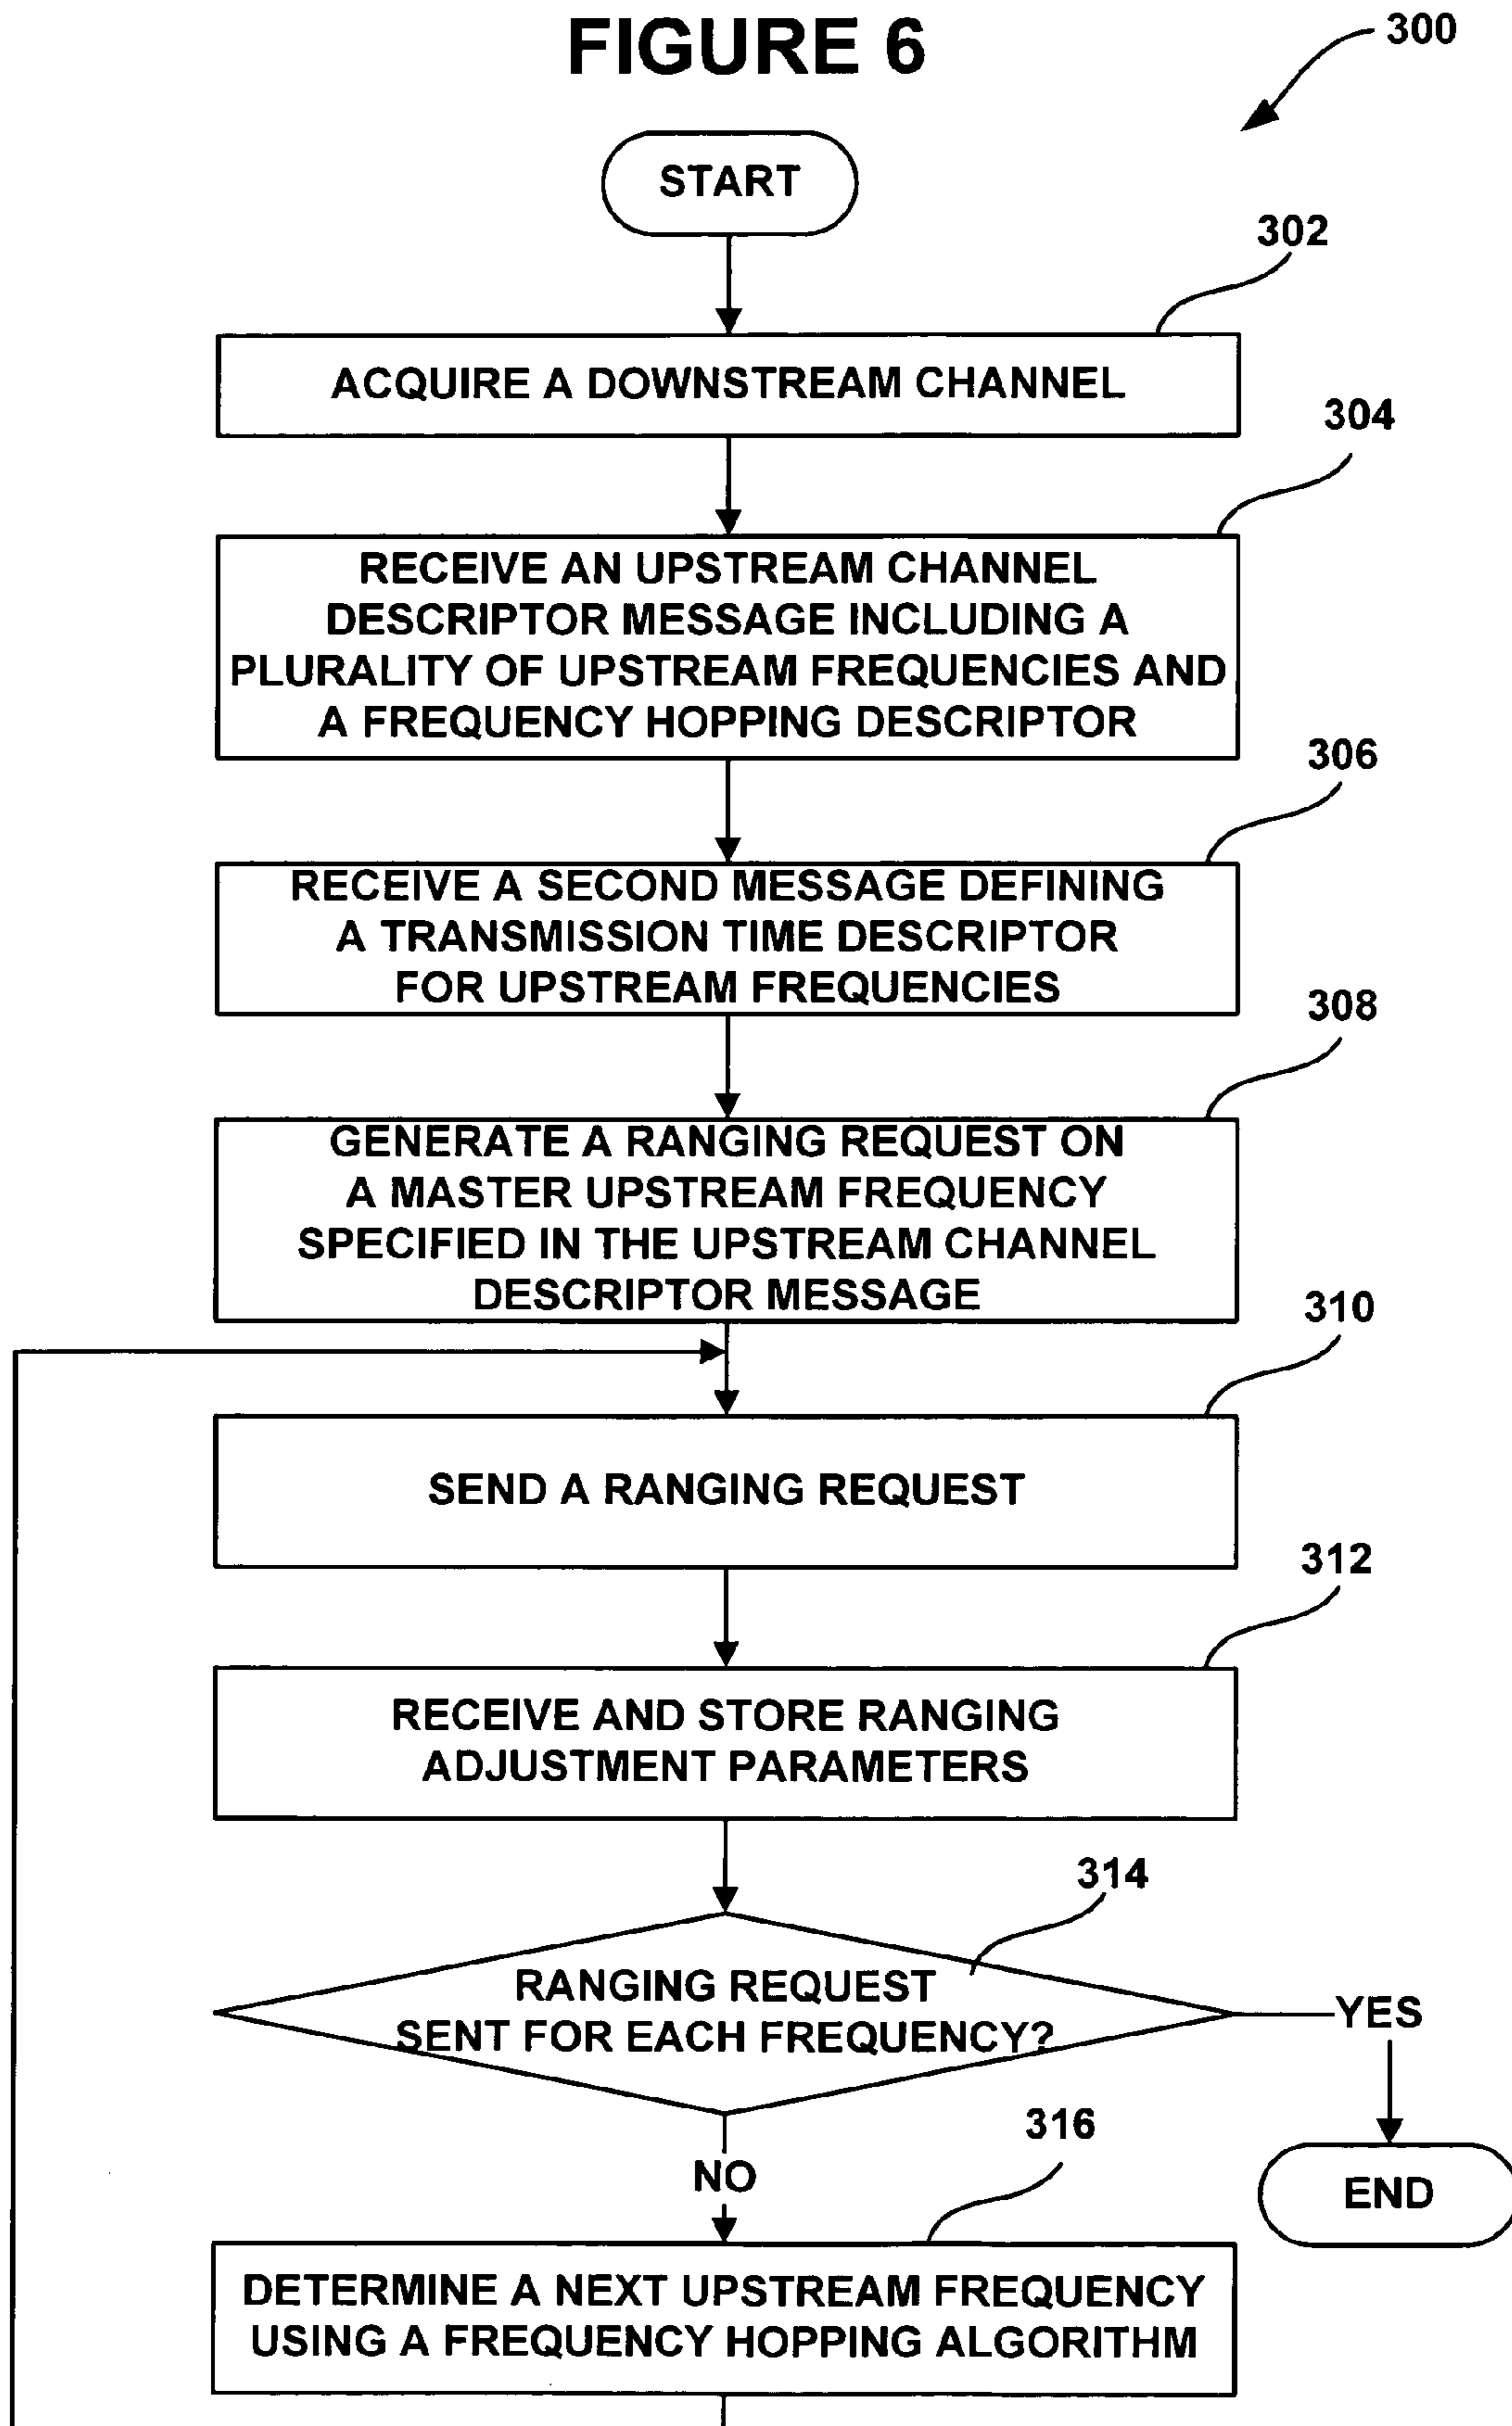 FIGURE 6
300
START
302
ACQUIRE A DOWNSTREAM CHANNEL
304
RECEIVE AN UPSTREAM CHANNEL
DESCRIPTOR MESSAGE INCLUDING A
PLURALITY OF UPSTREAM FREQUENCIES AND
A FREQUENCY HOPPING DESCRIPTOR
306
RECEIVE A SECOND MESSAGE DEFINING
A TRANSMISSION TIME DESCRIPTOR
FOR UPSTREAM FREQUENCIES
308
GENERATE A RANGING REQUEST ON
A MASTER UPSTREAM FREQUENCY
SPECIFIED IN THE UPSTREAM CHANNEL
DESCRIPTOR MESSAGE
310
SEND A RANGING REQUEST
312
RECEIVE AND STORE RANGING
ADJUSTMENT PARAMETERS
314
RANGING REQUEST
SENT FOR EACH FREQUENCY?
YES
316
NO
END
DETERMINE A NEXT UPSTREAM FREQUENCY
USING A FREQUENCY HOPPING ALGORITHM